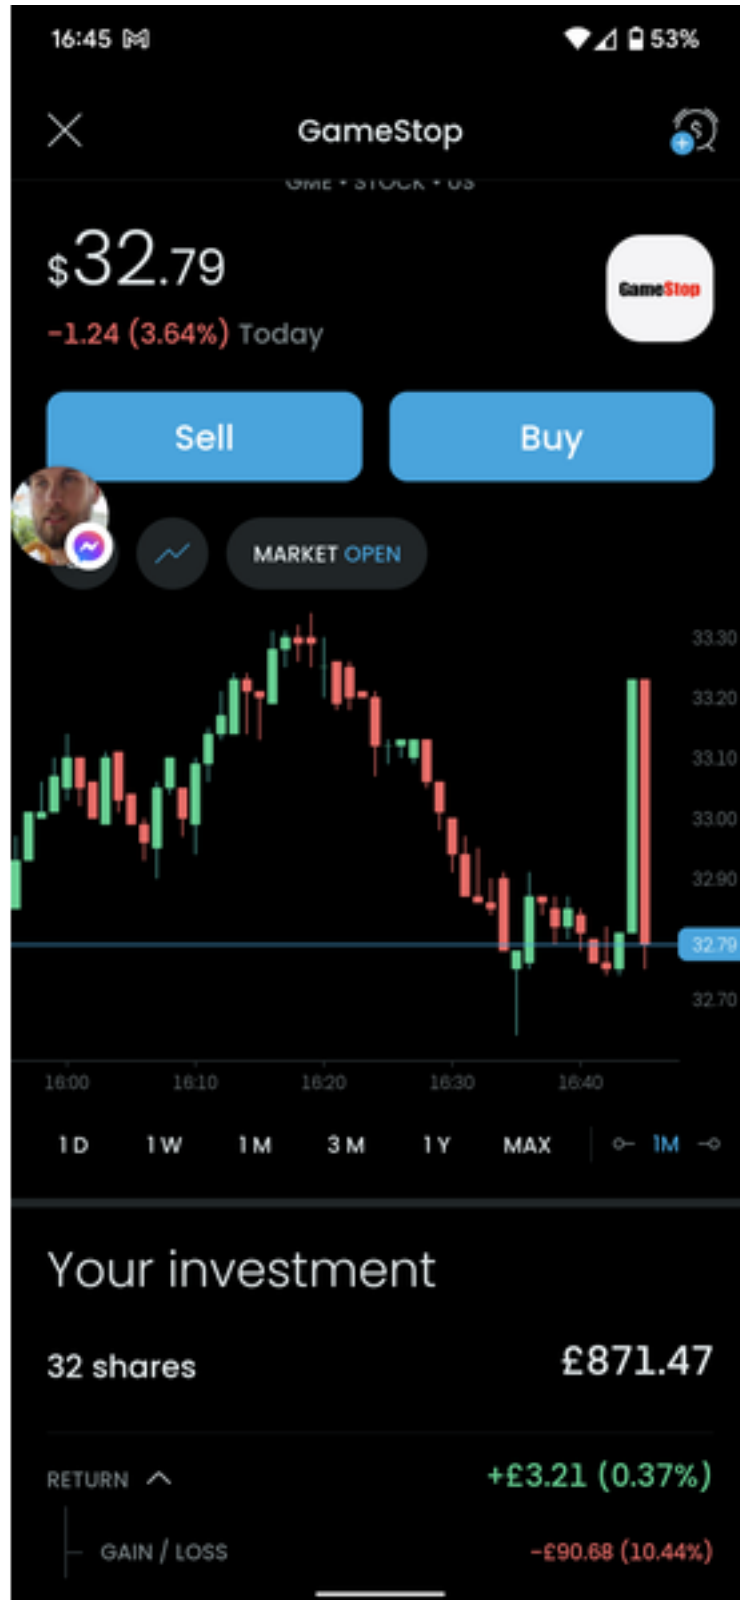 16:45 53%
GameStop
GME • STOCK • US
$32.79
GameStop
-1.24 (3.64%) Today
Sell Buy
MARKET OPEN
33.30
33.20
33.10
33.00
32.90
32.79
32.70
16:00 16:10 16:20 16:30 16:40
1D 1W 1M 3M 1Y MAX 1M
Your investment
32 shares £871.47
RETURN +£3.21 (0.37%)
GAIN / LOSS -£90.68 (10.44%)